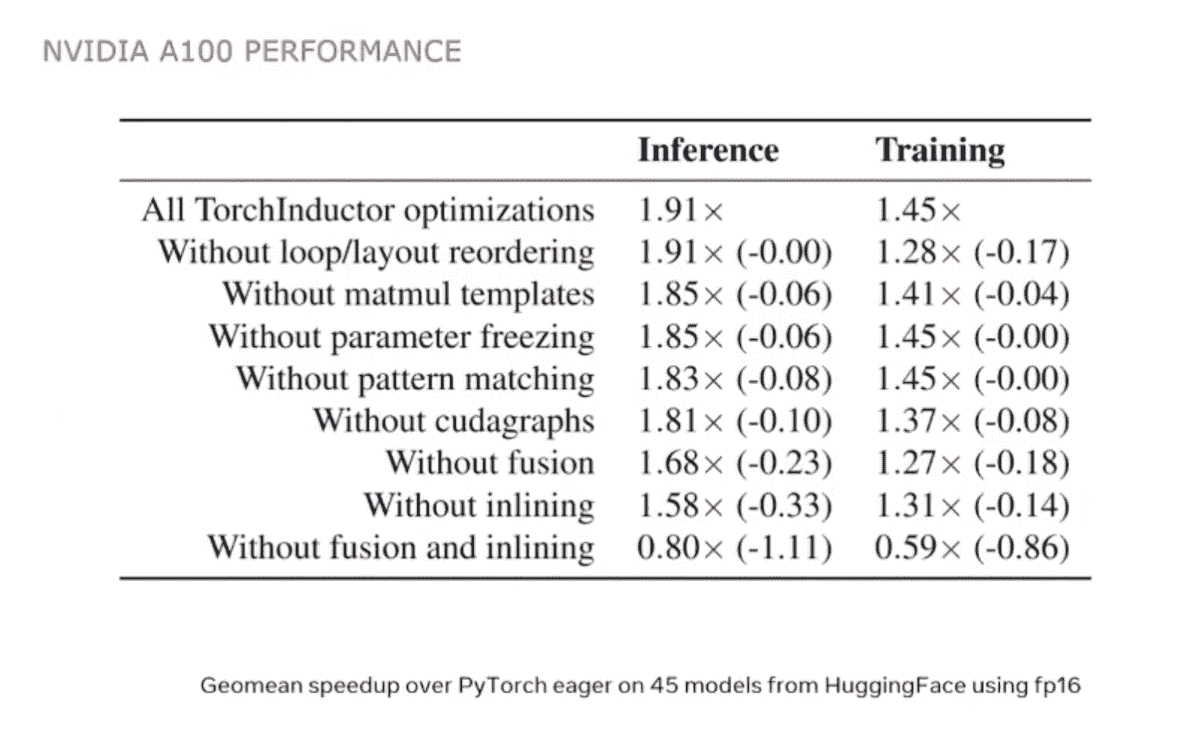 NVIDIA A100 PERFORMANCE
Inference Training
All TorchInductor optimizations 1.91× 1.45×
Without loop/layout reordering 1.91× (-0.00) 1.28× (-0.17)
Without matmul templates 1.85× (-0.06) 1.41× (-0.04)
Without parameter freezing 1.85× (-0.06) 1.45× (-0.00)
Without pattern matching 1.83× (-0.08) 1.45× (-0.00)
Without cudagraphs 1.81× (-0.10) 1.37× (-0.08)
Without fusion 1.68× (-0.23) 1.27× (-0.18)
Without inlining 1.58× (-0.33) 1.31× (-0.14)
Without fusion and inlining 0.80× (-1.11) 0.59× (-0.86)
Geomean speedup over PyTorch eager on 45 models from HuggingFace using fp16